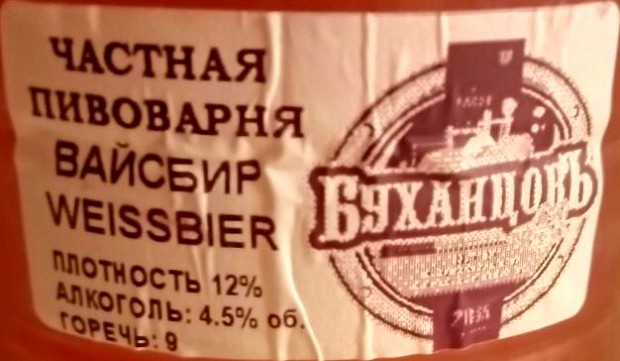 ЧАСТНАЯ
ПИВОВАРНЯ
ВАЙСБИР
WEISSBIER
ПЛОТНОСТЬ 12%
АЛКОГОЛЬ: 4.5% об.
ГОРЕЧЬ: 9
БУХАНЦОВЪ